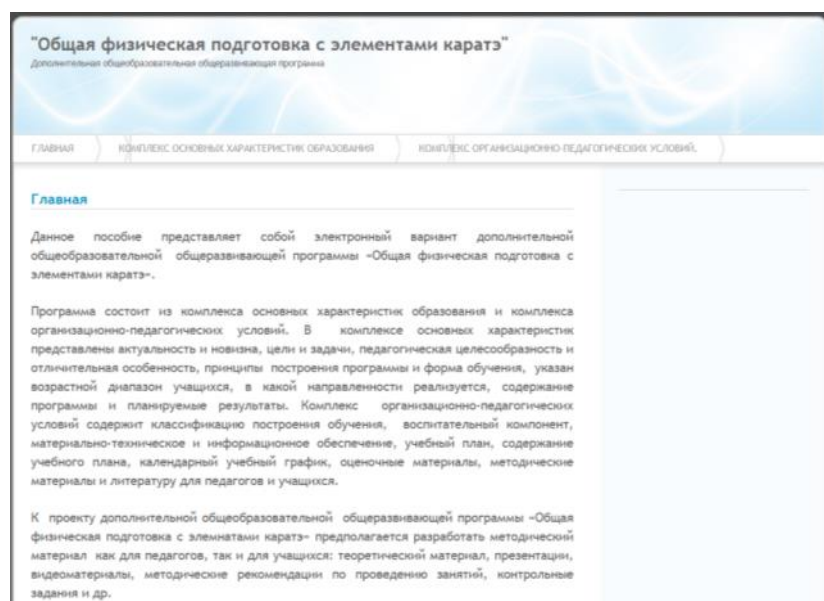 "Общая физическая подготовка с элементами каратэ"
Дополнительная общеобразовательная общеразвивающая программа
ГЛАВНАЯ
КОМПЛЕКС ОСНОВНЫХ ХАРАКТЕРИСТИК ОБРАЗОВАНИЯ
КОМПЛЕКС ОРГАНИЗАЦИОННО-ПЕДАГОГИЧЕСКИХ УСЛОВИЙ.
Главная
Данное пособие представляет собой электронный вариант дополнительной
общеобразовательной общеразвивающей программы «Общая физическая подготовка с
элементами каратэ».
Программа состоит из комплекса основных характеристик образования и комплекса
организационно-педагогических условий. В комплексе основных характеристик
представлены актуальность и новизна, цели и задачи, педагогическая целесообразность и
отличительная особенность, принципы построения программы и форма обучения, указан
возрастной диапазон учащихся, в какой направленности реализуется, содержание
программы и планируемые результаты. Комплекс организационно-педагогических
условий содержит классификацию построения обучения, воспитательный компонент,
материально-техническое и информационное обеспечение, учебный план, содержание
учебного плана, календарный учебный график, оценочные материалы, методические
материалы и литературу для педагогов и учащихся.
К проекту дополнительной общеобразовательной общеразвивающей программы «Общая
физическая подготовка с элемнатами каратэ» предполагается разработать методический
материал как для педагогов, так и для учащихся: теоретический материал, презентации,
видеоматериалы, методические рекомендации по проведению занятий, контрольные
задания и др.